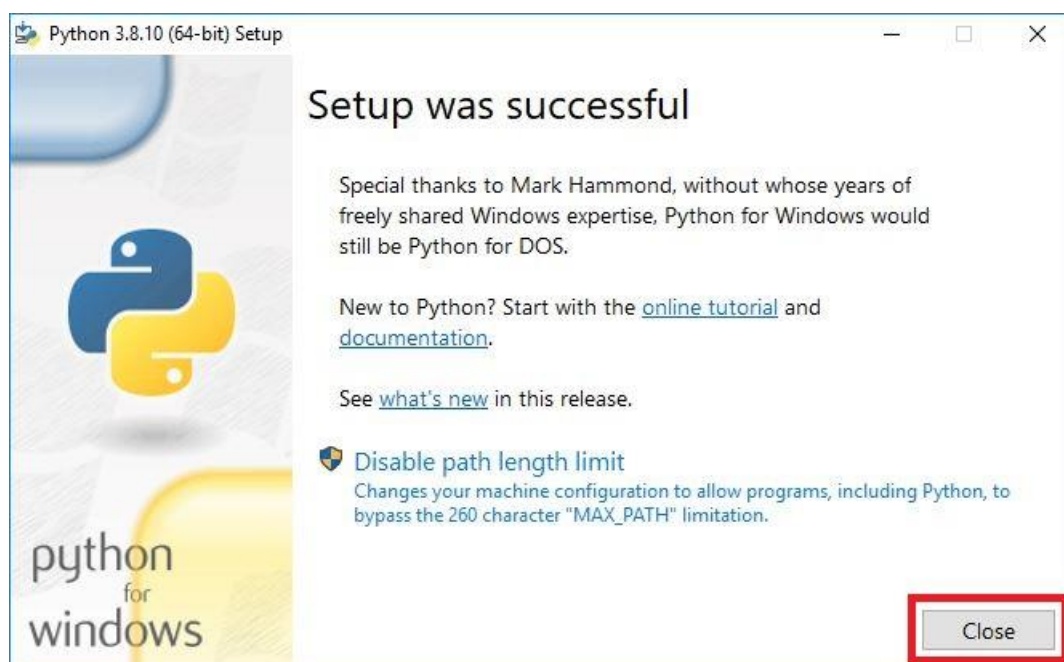 Python 3.8.10 (64-bit) Setup
Setup was successful
Special thanks to Mark Hammond, without whose years of
freely shared Windows expertise, Python for Windows would
still be Python for DOS.
New to Python? Start with the online tutorial and
documentation.
See what's new in this release.
Disable path length limit
Changes your machine configuration to allow programs, including Python, to
bypass the 260 character "MAX_PATH" limitation.
python
for
windows
Close